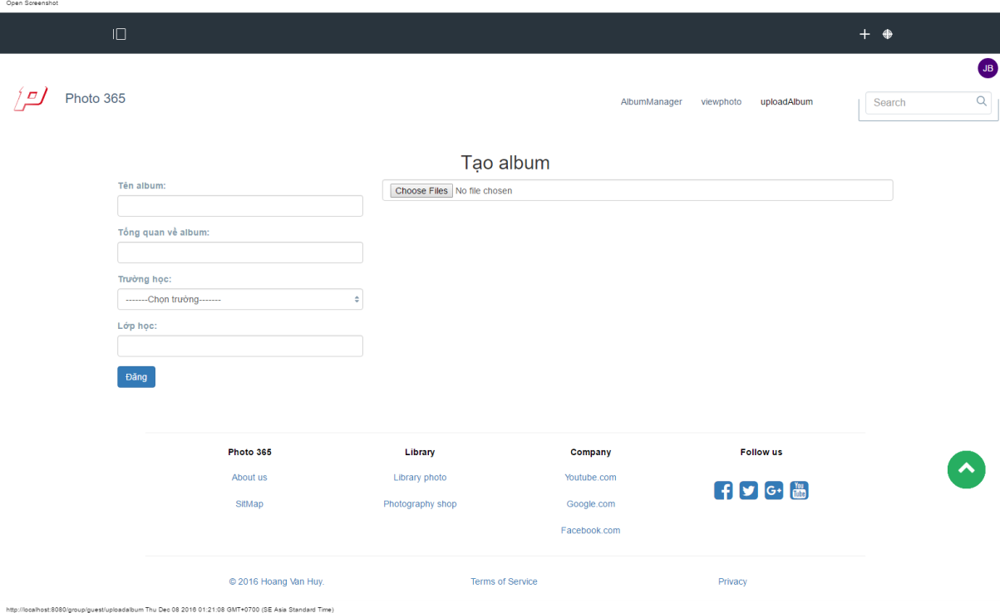 Open Screenshot
JB
Photo 365
AlbumManager viewphoto uploadAlbum Search
Tạo album
Tên album:
Choose Files No file chosen
Tổng quan về album:
Trường học:
-------Chọn trường-------
Lớp học:
Đăng
Photo 365 Library Company Follow us
About us Library photo Youtube.com
SitMap Photography shop Google.com
You Tube
Facebook.com
© 2016 Hoang Van Huy. Terms of Service Privacy
http://localhost:8080/group/guest/uploadalbum Thu Dec 08 2016 01:21:08 GMT+0700 (SE Asia Standard Time)